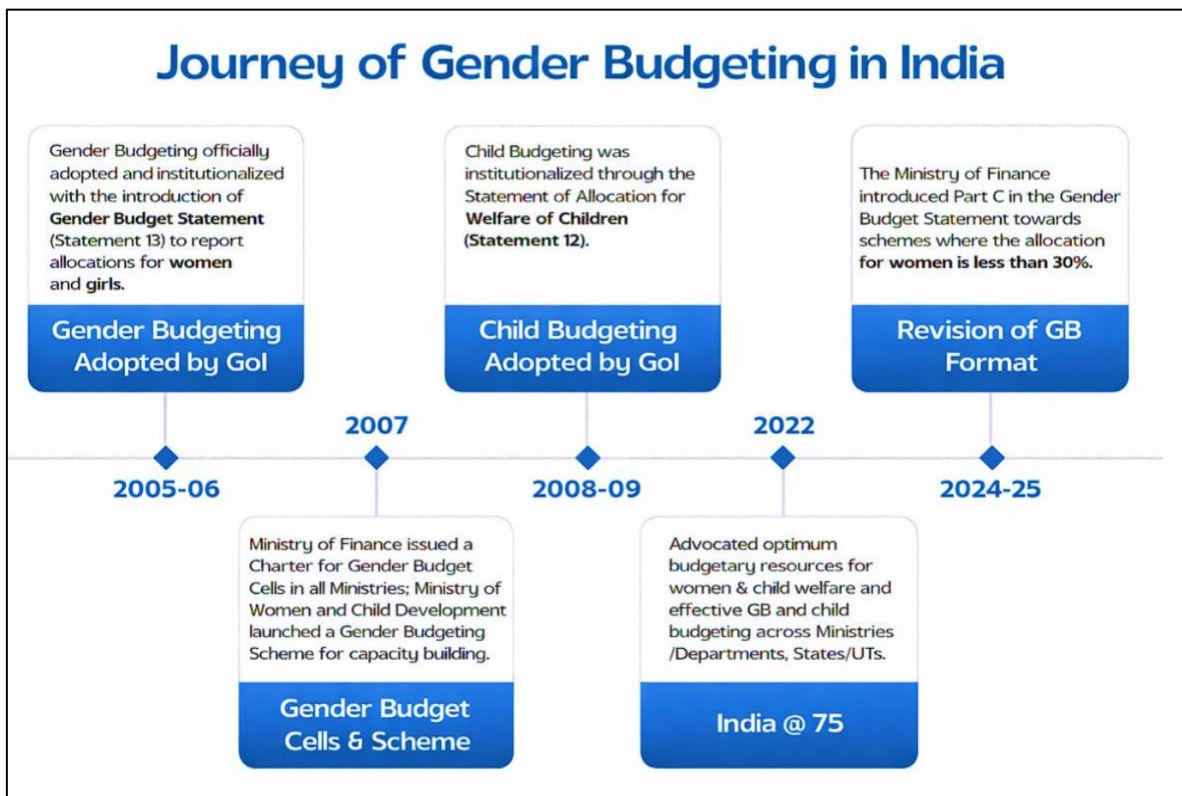 Journey of Gender Budgeting in India
Gender Budgeting officially
adopted and institutionalized
with the introduction of
Gender Budget Statement
(Statement 13) to report
allocations for women
and girls.
Gender Budgeting
Adopted by GoI
2005-06
2007
Ministry of Finance issued a
Charter for Gender Budget
Cells in all Ministries; Ministry of
Women and Child Development
launched a Gender Budgeting
Scheme for capacity building.
Gender Budget
Cells & Scheme
Child Budgeting was
institutionalized through the
Statement of Allocation for
Welfare of Children
(Statement 12).
Child Budgeting
Adopted by GoI
2008-09
2022
Advocated optimum
budgetary resources for
women & child welfare and
effective GB and child
budgeting across Ministries
/Departments, States/UTs.
India @ 75
The Ministry of Finance
introduced Part C in the Gender
Budget Statement towards
schemes where the allocation
for women is less than 30%.
Revision of GB
Format
2024-25